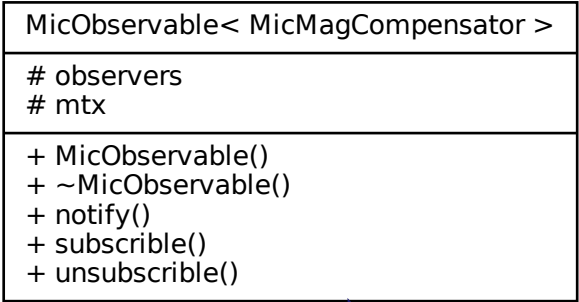 MicObservable< MicMagCompensator >
# observers
# mtx
+ MicObservable()
+ ~MicObservable()
+ notify()
+ subscrible()
+ unsubscrible()